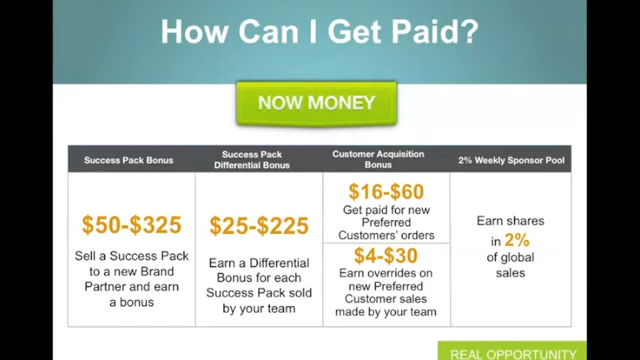 How Can I Get Paid?
NOW MONEY
Success Pack Bonus
Success Pack
Differential Bonus
Customer Acquisition
Bonus
2% Weekly Sponsor Pool
$50-$325
Sell a Success Pack
to a new Brand
Partner and earn
a bonus
$25-$225
Earn a Differential
Bonus for each
Success Pack sold
by your team
$16-$60
Get paid for new
Preferred
Customers' orders
$4-$30
Earn overrides on
new Preferred
Customer sales
made by your team
Earn shares
in 2%
of global
sales
REAL OPPORTUNITY